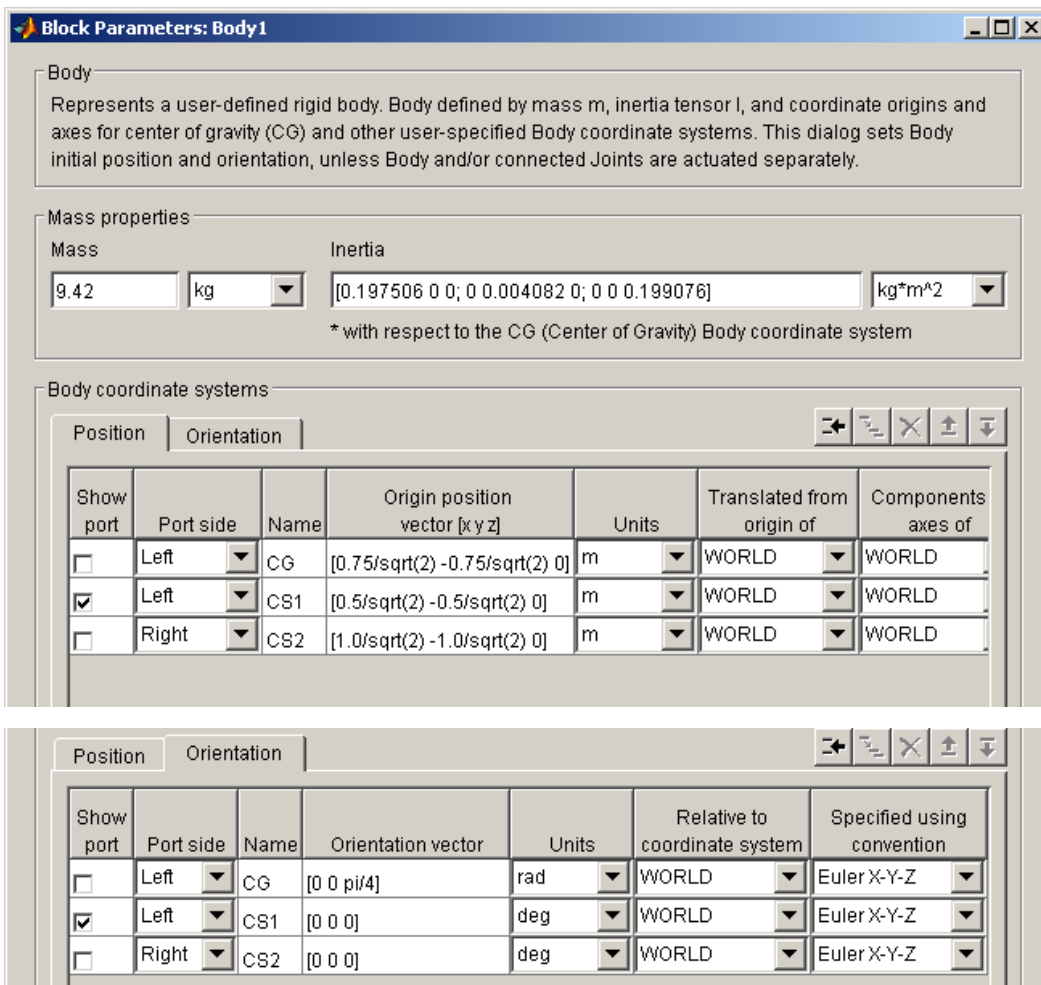 Block Parameters: Body1
Body
Represents a user-defined rigid body. Body defined by mass m, inertia tensor I, and coordinate origins and
axes for center of gravity (CG) and other user-specified Body coordinate systems. This dialog sets Body
initial position and orientation, unless Body and/or connected Joints are actuated separately.
Mass properties
Mass Inertia
9.42 kg [0.197506 0 0; 0 0.004082 0; 0 0 0.199076] kg*m^2
* with respect to the CG (Center of Gravity) Body coordinate system
Body coordinate systems
Position Orientation
Show Origin position Translated from Components
port Port side Name vector [x y z] Units origin of axes of
Left CG [0.75/sqrt(2) -0.75/sqrt(2) 0] m WORLD WORLD
Left CS1 [0.5/sqrt(2) -0.5/sqrt(2) 0] m WORLD WORLD
Right CS2 [1.0/sqrt(2) -1.0/sqrt(2) 0] m WORLD WORLD
Position Orientation
Show Relative to Specified using
port Port side Name Orientation vector Units coordinate system convention
Left CG [0 0 pi/4] rad WORLD Euler X-Y-Z
Left CS1 [0 0 0] deg WORLD Euler X-Y-Z
Right CS2 [0 0 0] deg WORLD Euler X-Y-Z